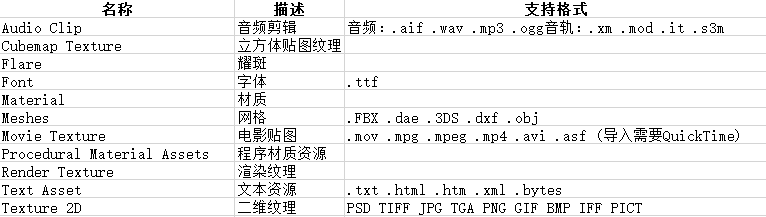 名称 描述 支持格式
Audio Clip 音频剪辑 音频：.aif .wav .mp3 .ogg音轨：.xm .mod .it .s3m
Cubemap Texture 立方体贴图纹理
Flare 耀斑
Font 字体 .ttf
Material 材质
Meshes 网格 .FBX .dae .3DS .dxf .obj
Movie Texture 电影贴图 .mov .mpg .mpeg .mp4 .avi .asf (导入需要QuickTime)
Procedural Material Assets 程序材质资源
Render Texture 渲染纹理
Text Asset 文本资源 .txt .html .htm .xml .bytes
Texture 2D 二维纹理 PSD TIFF JPG TGA PNG GIF BMP IFF PICT